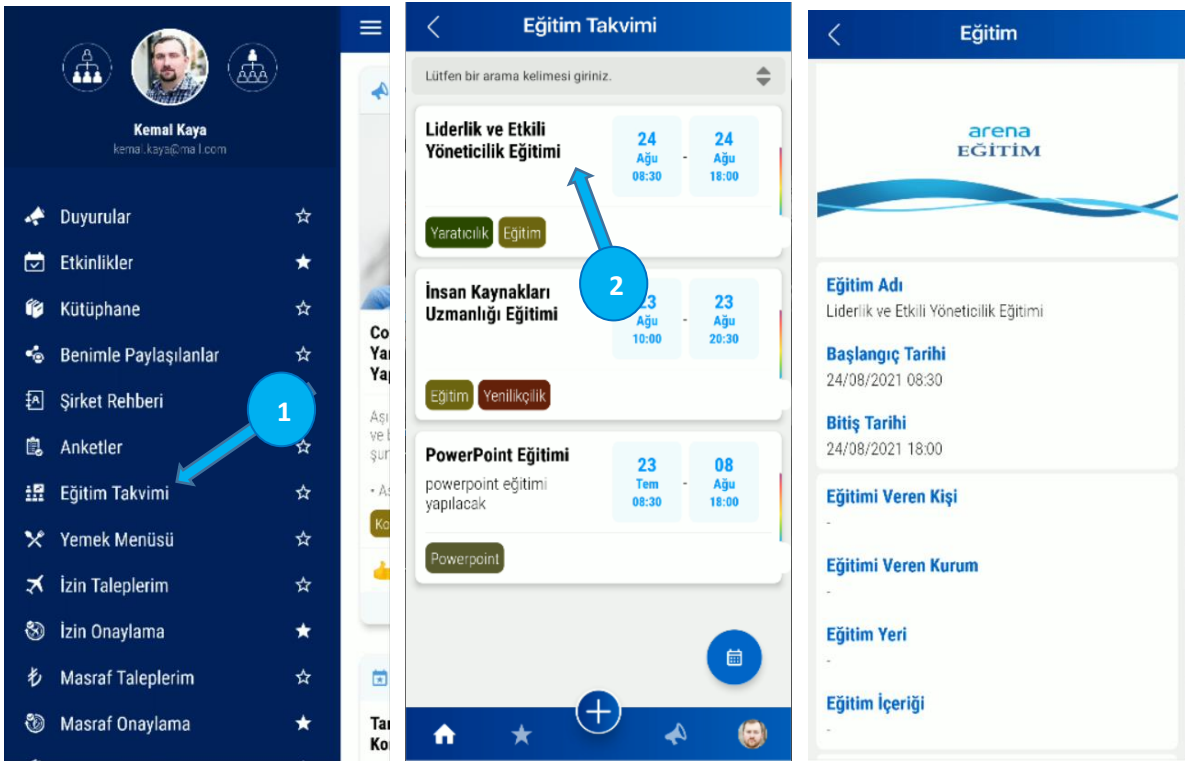 Kemal Kaya
kemal.kaya@mail.com
Duyurular
Etkinlikler
Kütüphane
Benimle Paylaşılanlar
Şirket Rehberi
1
Anketler
Eğitim Takvimi
Yemek Menüsü
İzin Taleplerim
İzin Onaylama
Masraf Taleplerim
Masraf Onaylama
Eğitim Takvimi
Lütfen bir arama kelimesi giriniz.
Liderlik ve Etkili
Yöneticilik Eğitimi
24
Ağu
08:30
-
24
Ağu
18:00
Yaratıcılık
Eğitim
2
İnsan Kaynakları
Uzmanlığı Eğitimi
23
Ağu
10:00
-
23
Ağu
20:30
Eğitim
Yenilikçilik
PowerPoint Eğitimi
powerpoint eğitimi
yapılacak
23
Tem
08:30
-
08
Ağu
18:00
Powerpoint
Eğitim
arena
EĞİTİM
Eğitim Adı
Liderlik ve Etkili Yöneticilik Eğitimi
Başlangıç Tarihi
24/08/2021 08:30
Bitiş Tarihi
24/08/2021 18:00
Eğitimi Veren Kişi
-
Eğitimi Veren Kurum
-
Eğitim Yeri
-
Eğitim İçeriği
-